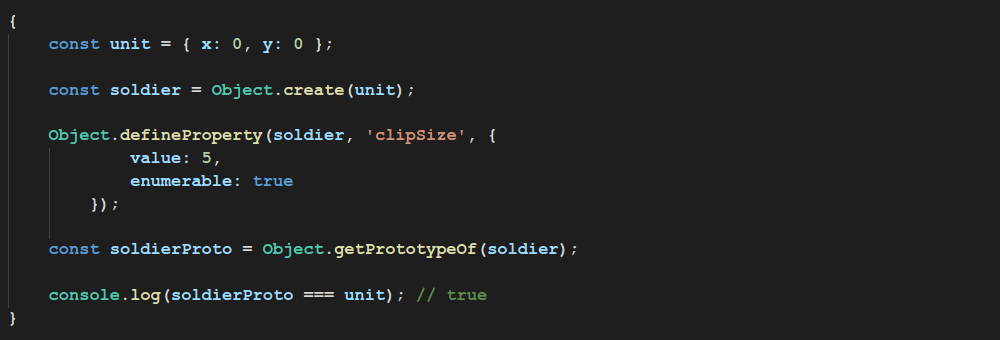 {
    const unit = { x: 0, y: 0 };

    const soldier = Object.create(unit);

    Object.defineProperty(soldier, 'clipSize', {
            value: 5,
            enumerable: true
        });

    const soldierProto = Object.getPrototypeOf(soldier);

    console.log(soldierProto === unit); // true
}